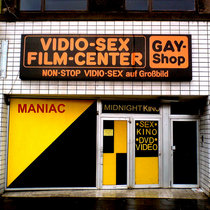 VIDIO-SEX
FILM-CENTER
GAY-
Shop
NON-STOP VIDIO-SEX auf Großbild
MANIAC
MIDNIGHT KINO
SEX
KINO
DVD
VIDEO